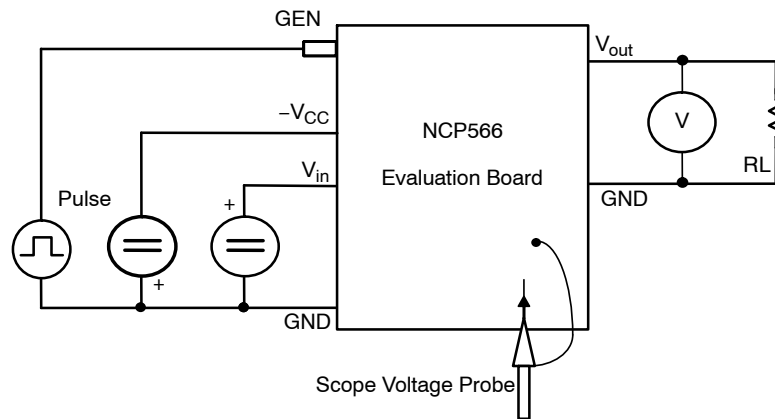 GEN
V_out
−V_CC
NCP566
V
V_in
Evaluation Board
RL
Pulse
+
GND
+
GND
Scope Voltage Probe